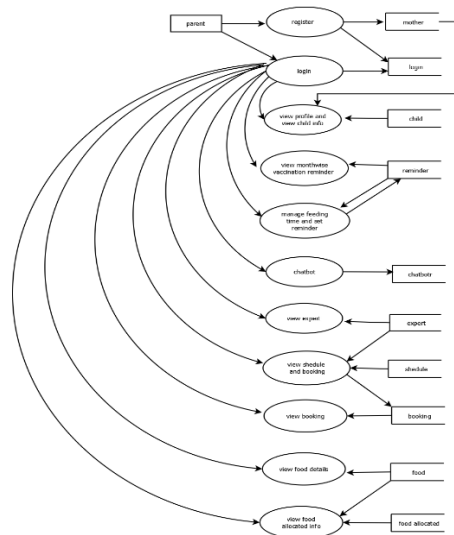 parent
register
mother
login
login
view profile and
view child info
child
view monthwise
vaccination reminder
reminder
manage feeding
time and set
reminder
chatbot
chatbotr
view expert
expert
view shedule
and booking
shedule
view booking
booking
view food details
food
view food
allocated info
food allocated